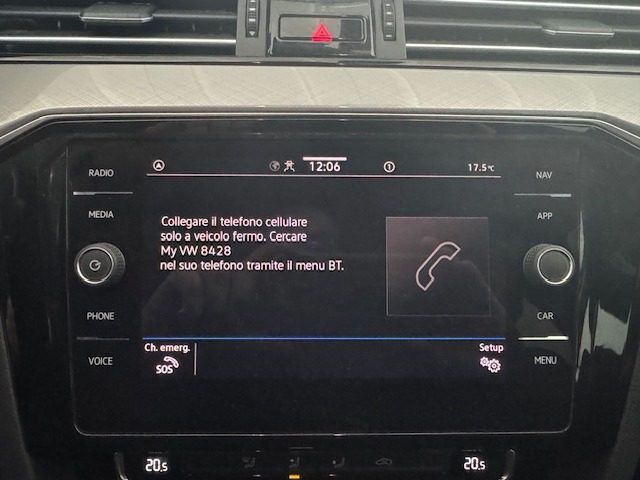 RADIO
12:06
1
17.5°C
NAV
MEDIA
APP
Collegare il telefono cellulare
solo a veicolo fermo. Cercare
My VW 8428
nel suo telefono tramite il menu BT.
PHONE
CAR
VOICE
Ch. emerg.
SOS
Setup
MENU
20.5
20.5